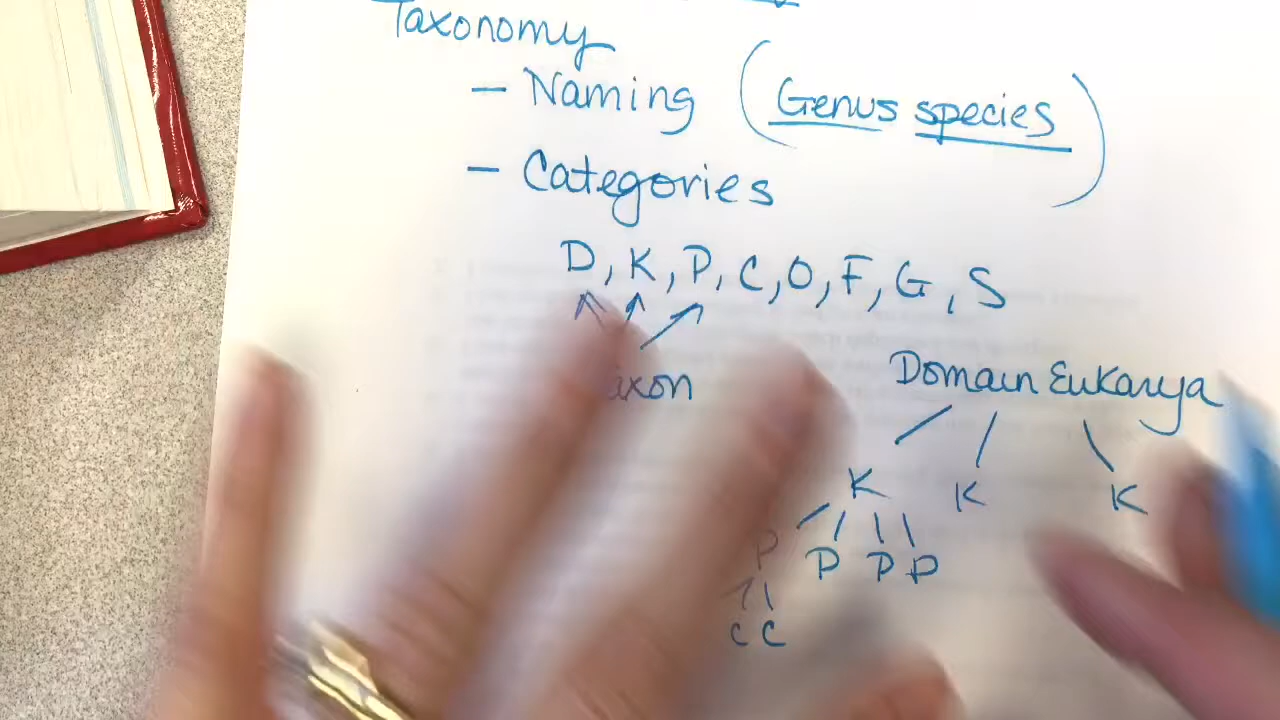 Taxonomy
– Naming (Genus species)
– Categories
D, K, P, C, O, F, G, S
Domain Eukarya
K K K
P P P P
C C